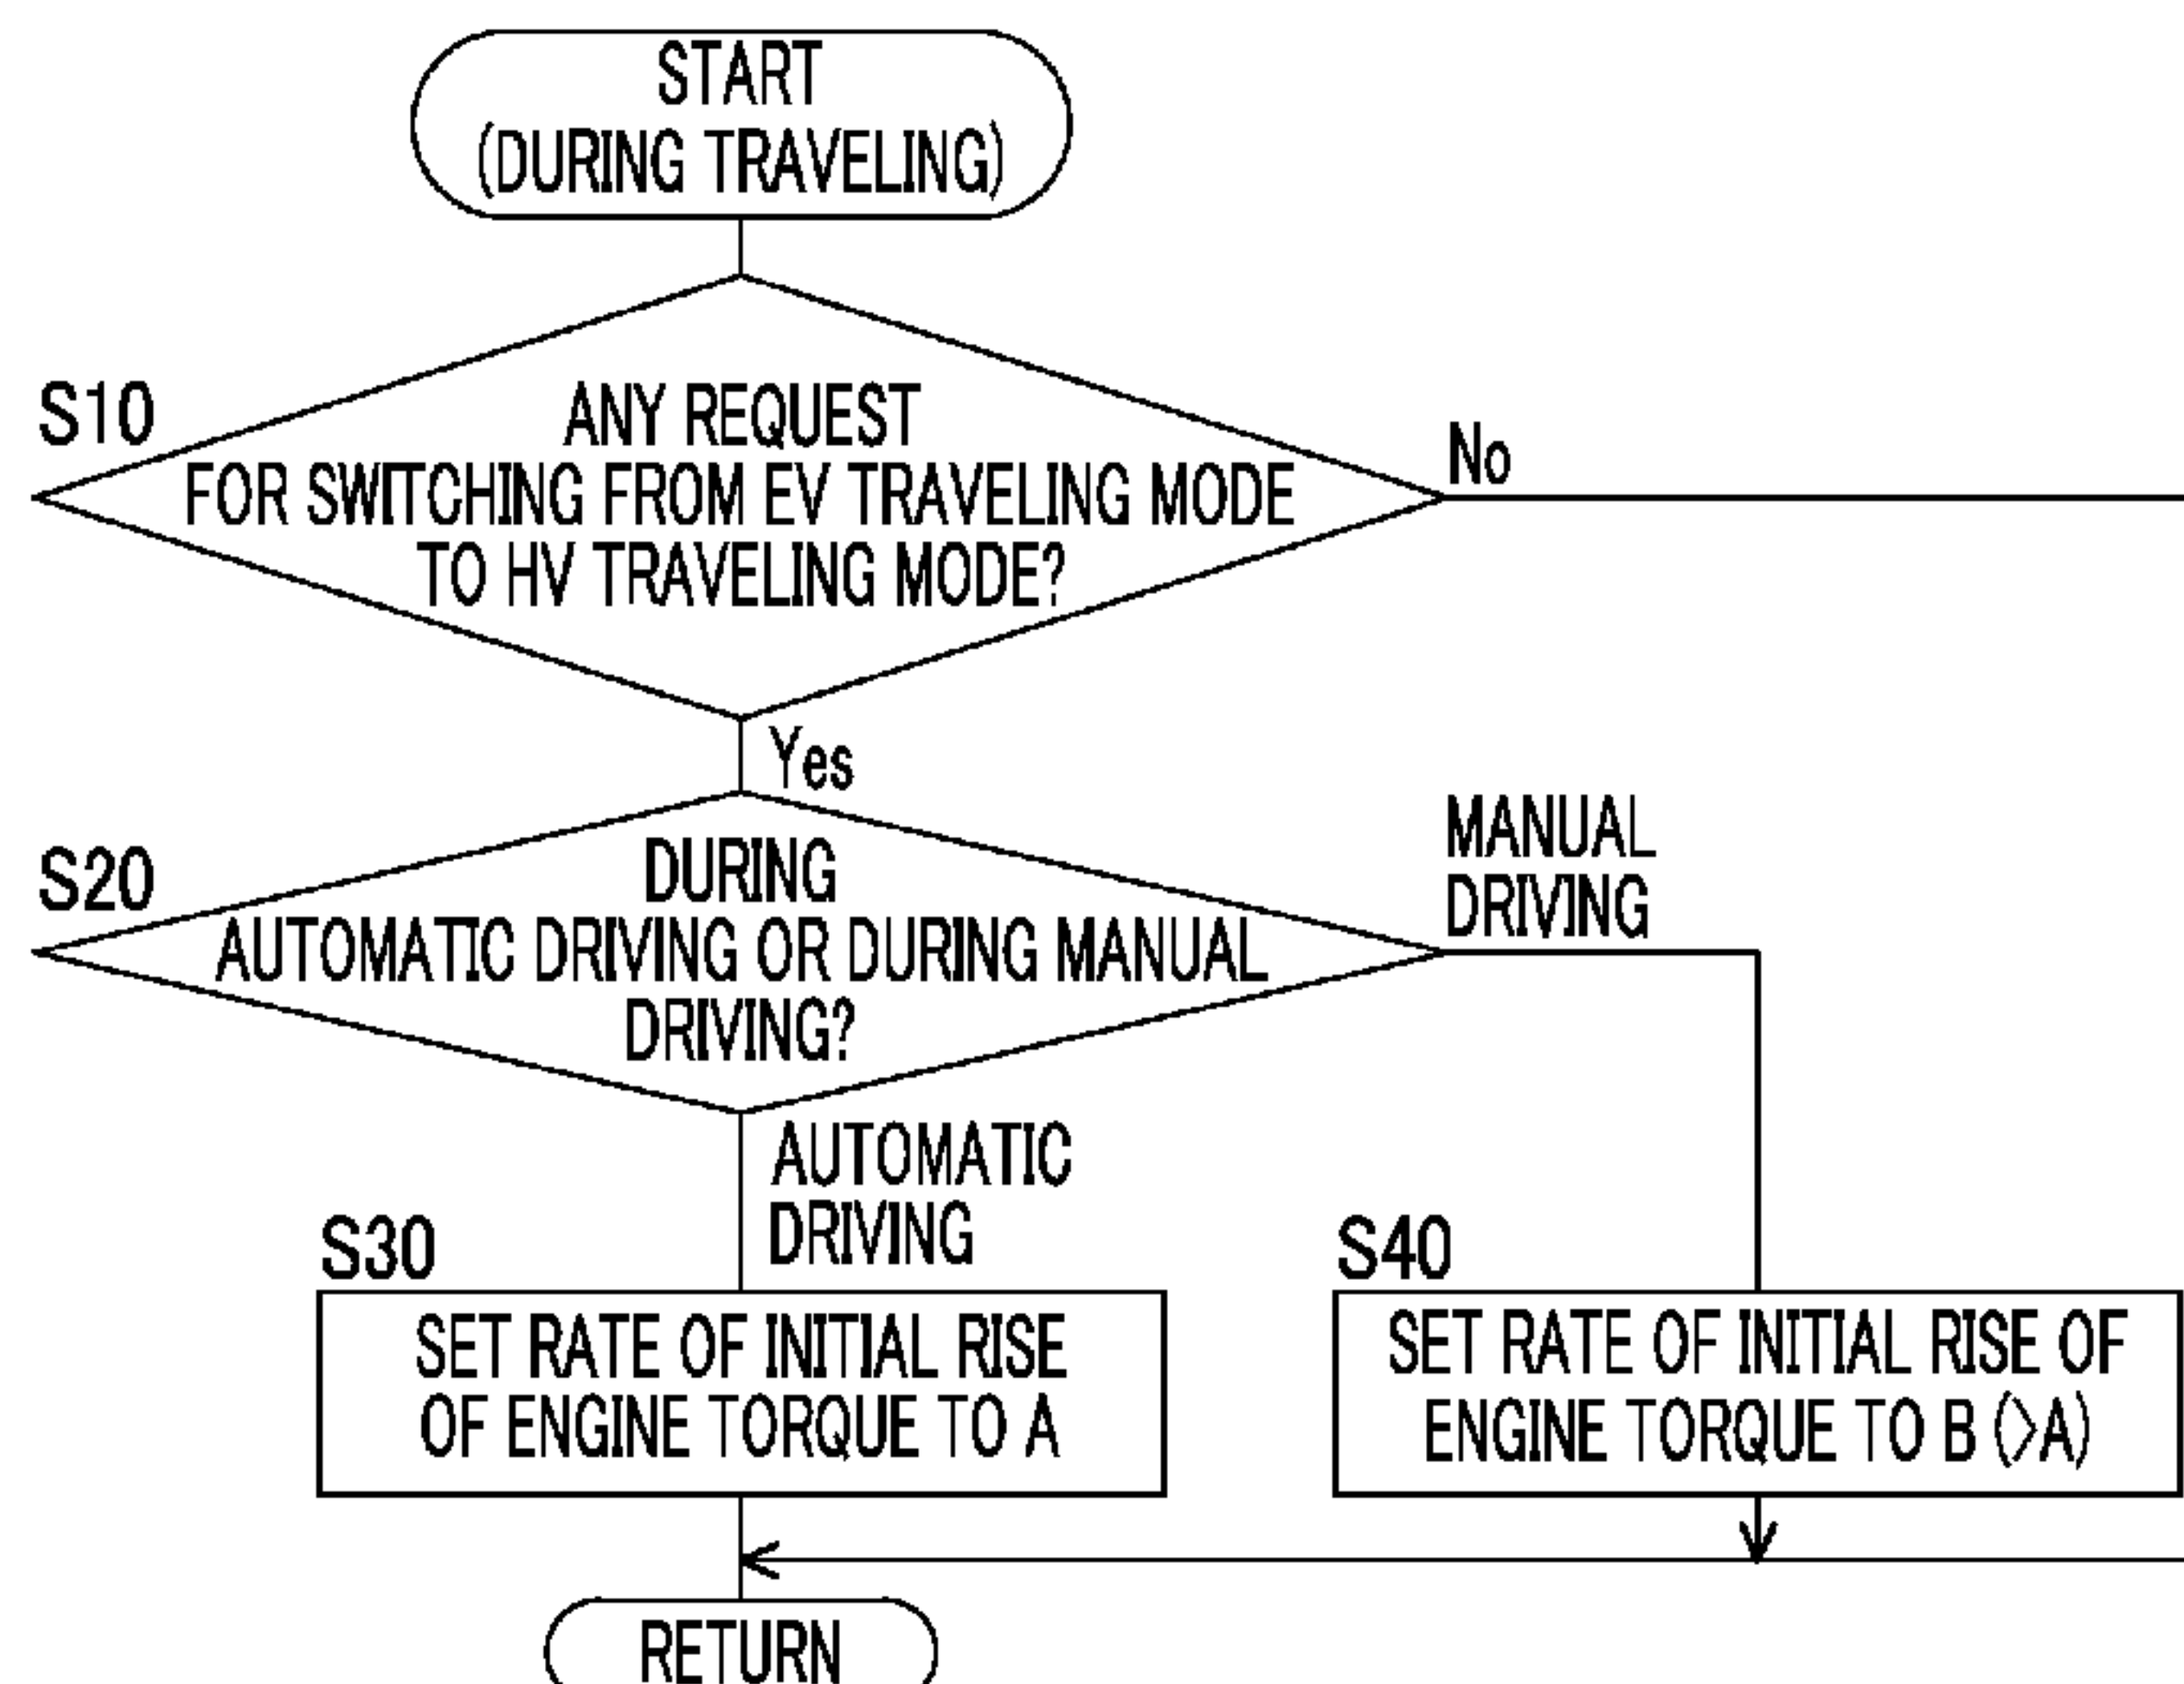 START
(DURING TRAVELING)
S10
ANY REQUEST
FOR SWITCHING FROM EV TRAVELING MODE
TO HV TRAVELING MODE?
No
Yes
S20
DURING
AUTOMATIC DRIVING OR DURING MANUAL
DRIVING?
MANUAL
DRIVING
AUTOMATIC
DRIVING
S30
SET RATE OF INITIAL RISE
OF ENGINE TORQUE TO A
S40
SET RATE OF INITIAL RISE OF
ENGINE TORQUE TO B (>A)
RETURN